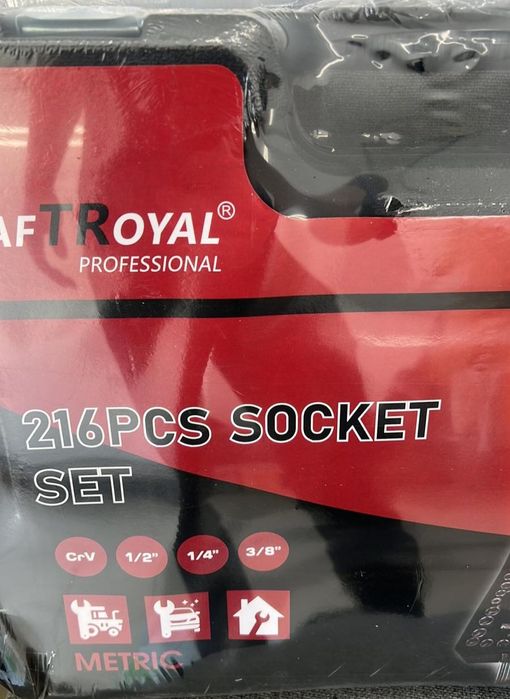 AFTROYAL®
PROFESSIONAL
216PCS SOCKET
SET
CrV 1/2" 1/4" 3/8"
METRIC